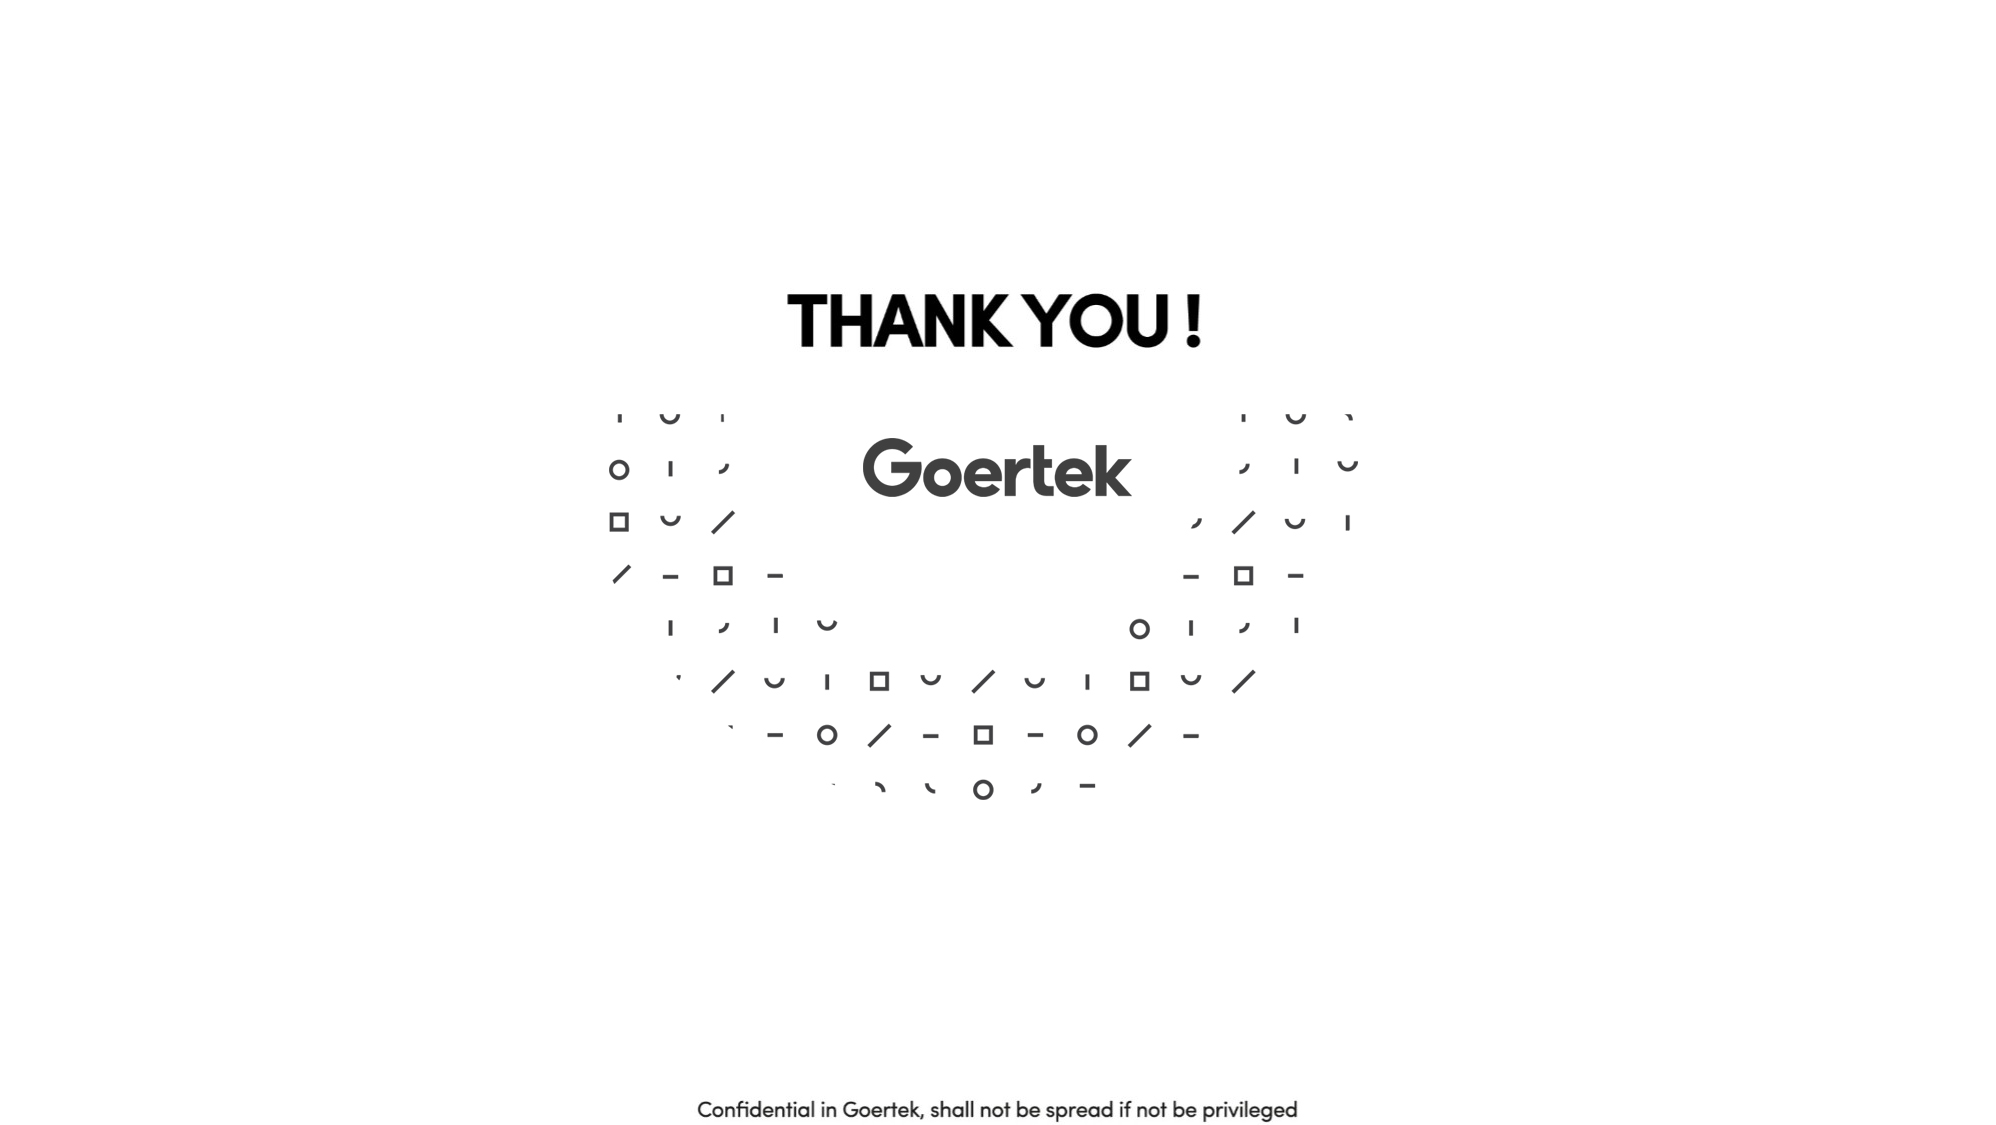 THANK YOU !
Goertek
Confidential in Goertek, shall not be spread if not be privileged